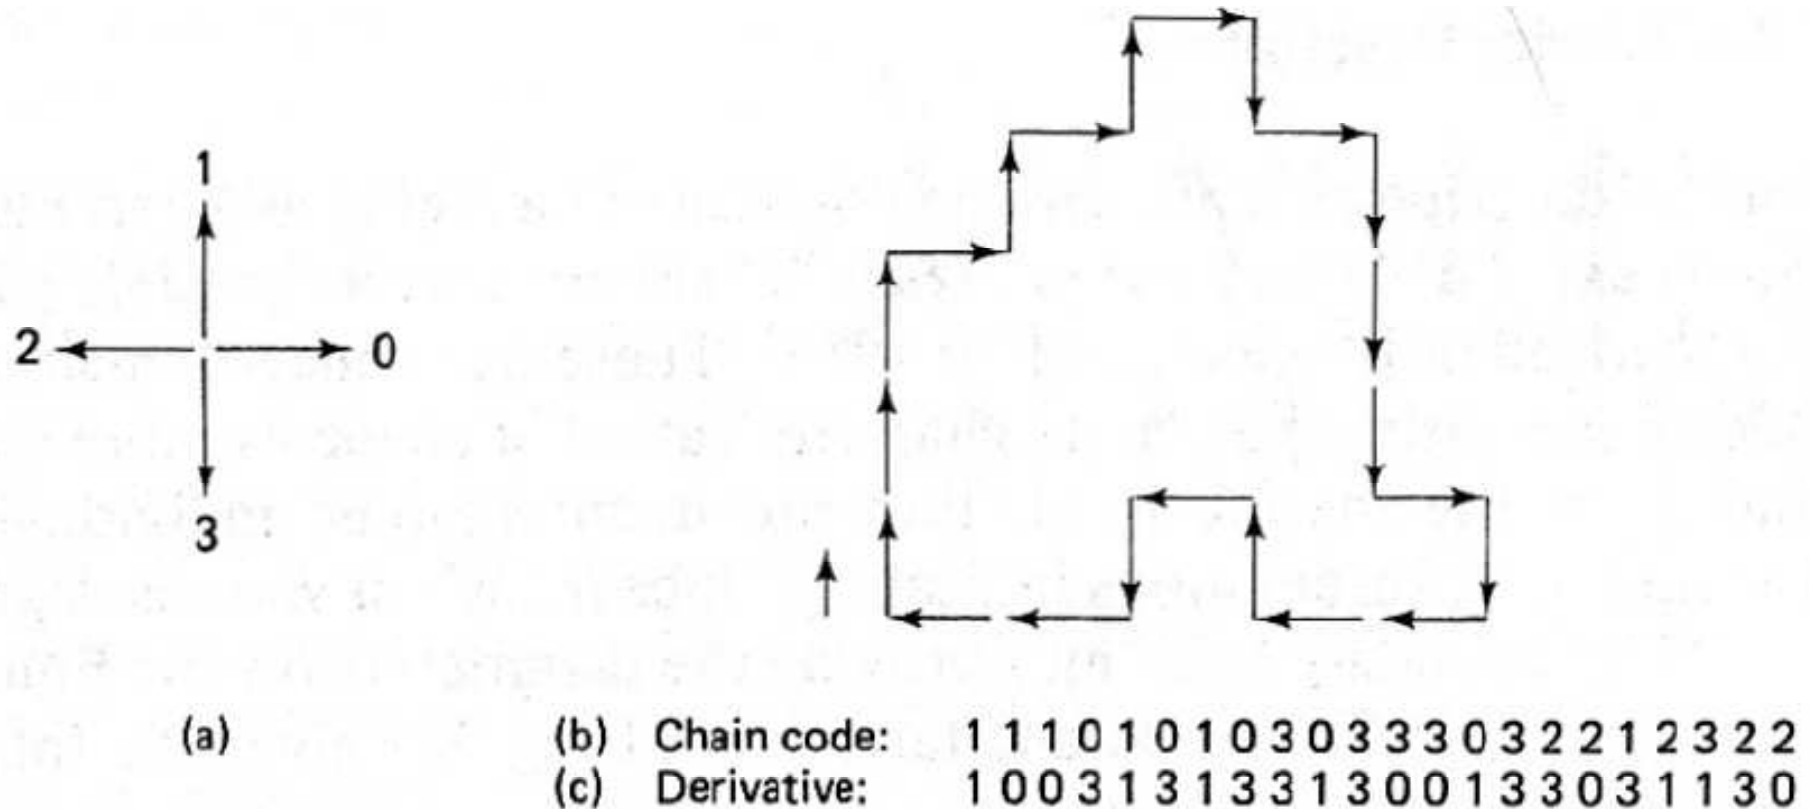 1
2 0
3
(a)
(b) Chain code: 1 1 1 0 1 0 1 0 3 0 3 3 3 0 3 2 2 1 2 3 2 2
(c) Derivative: 1 0 0 3 1 3 1 3 3 1 3 0 0 1 3 3 0 3 1 1 3 0